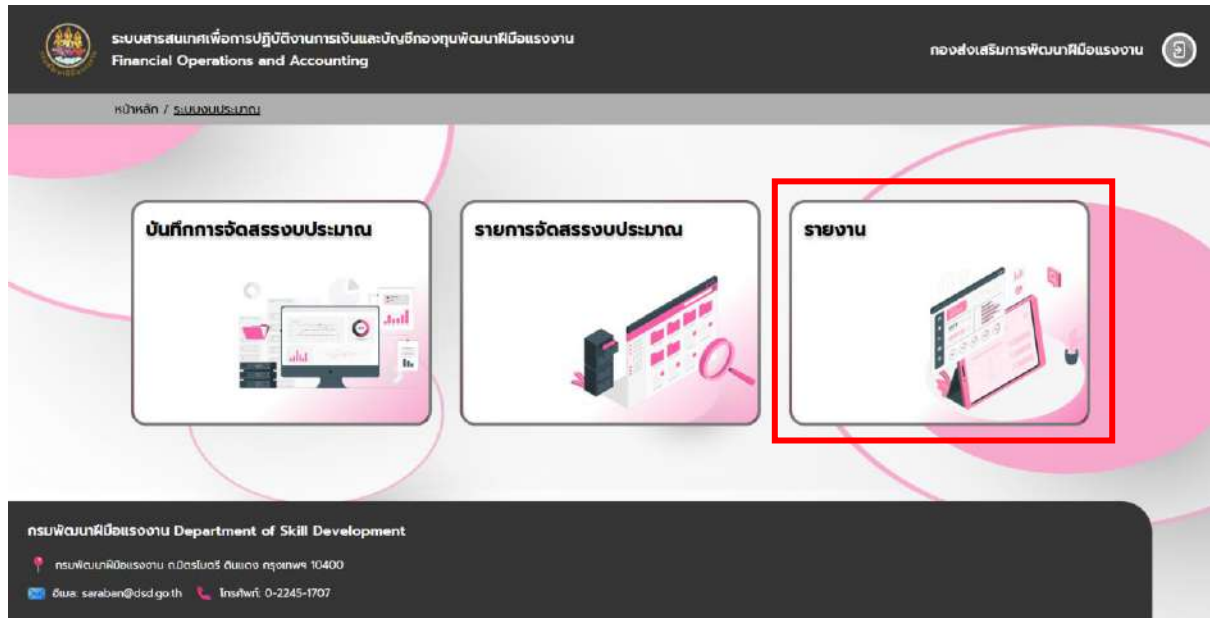 ระบบสารสนเทศเพื่อการปฏิบัติงานการเงินและบัญชีกองทุนพัฒนาฝีมือแรงงาน
Financial Operations and Accounting
กองส่งเสริมการพัฒนาฝีมือแรงงาน
หน้าหลัก / ระบบงบประมาณ
บันทึกการจัดสรรงบประมาณ
รายการจัดสรรงบประมาณ
รายงาน
กรมพัฒนาฝีมือแรงงาน Department of Skill Development
กรมพัฒนาฝีมือแรงงาน ถ.มิตรไมตรี ดินแดง กรุงเทพฯ 10400
อีเมล: saraban@dsd.go.th โทรศัพท์: 0-2245-1707